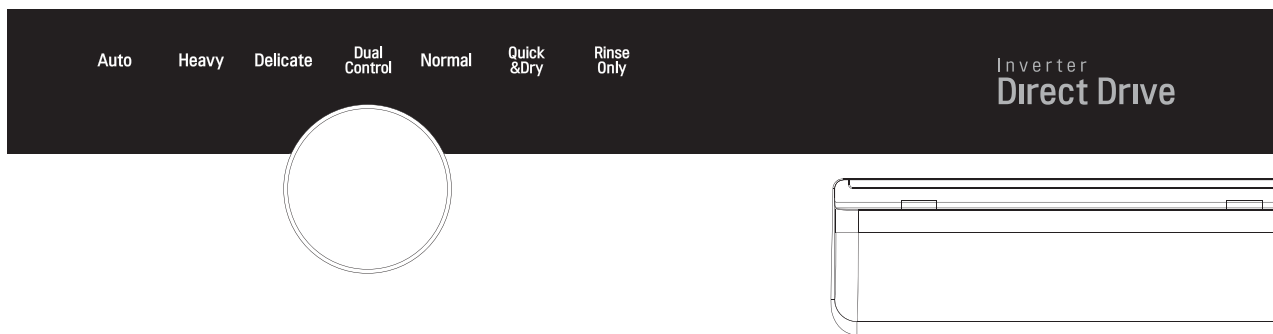 Auto
Heavy
Delicate
Dual
Control
Normal
Quick
&Dry
Rinse
Only
Inverter
Direct Drive